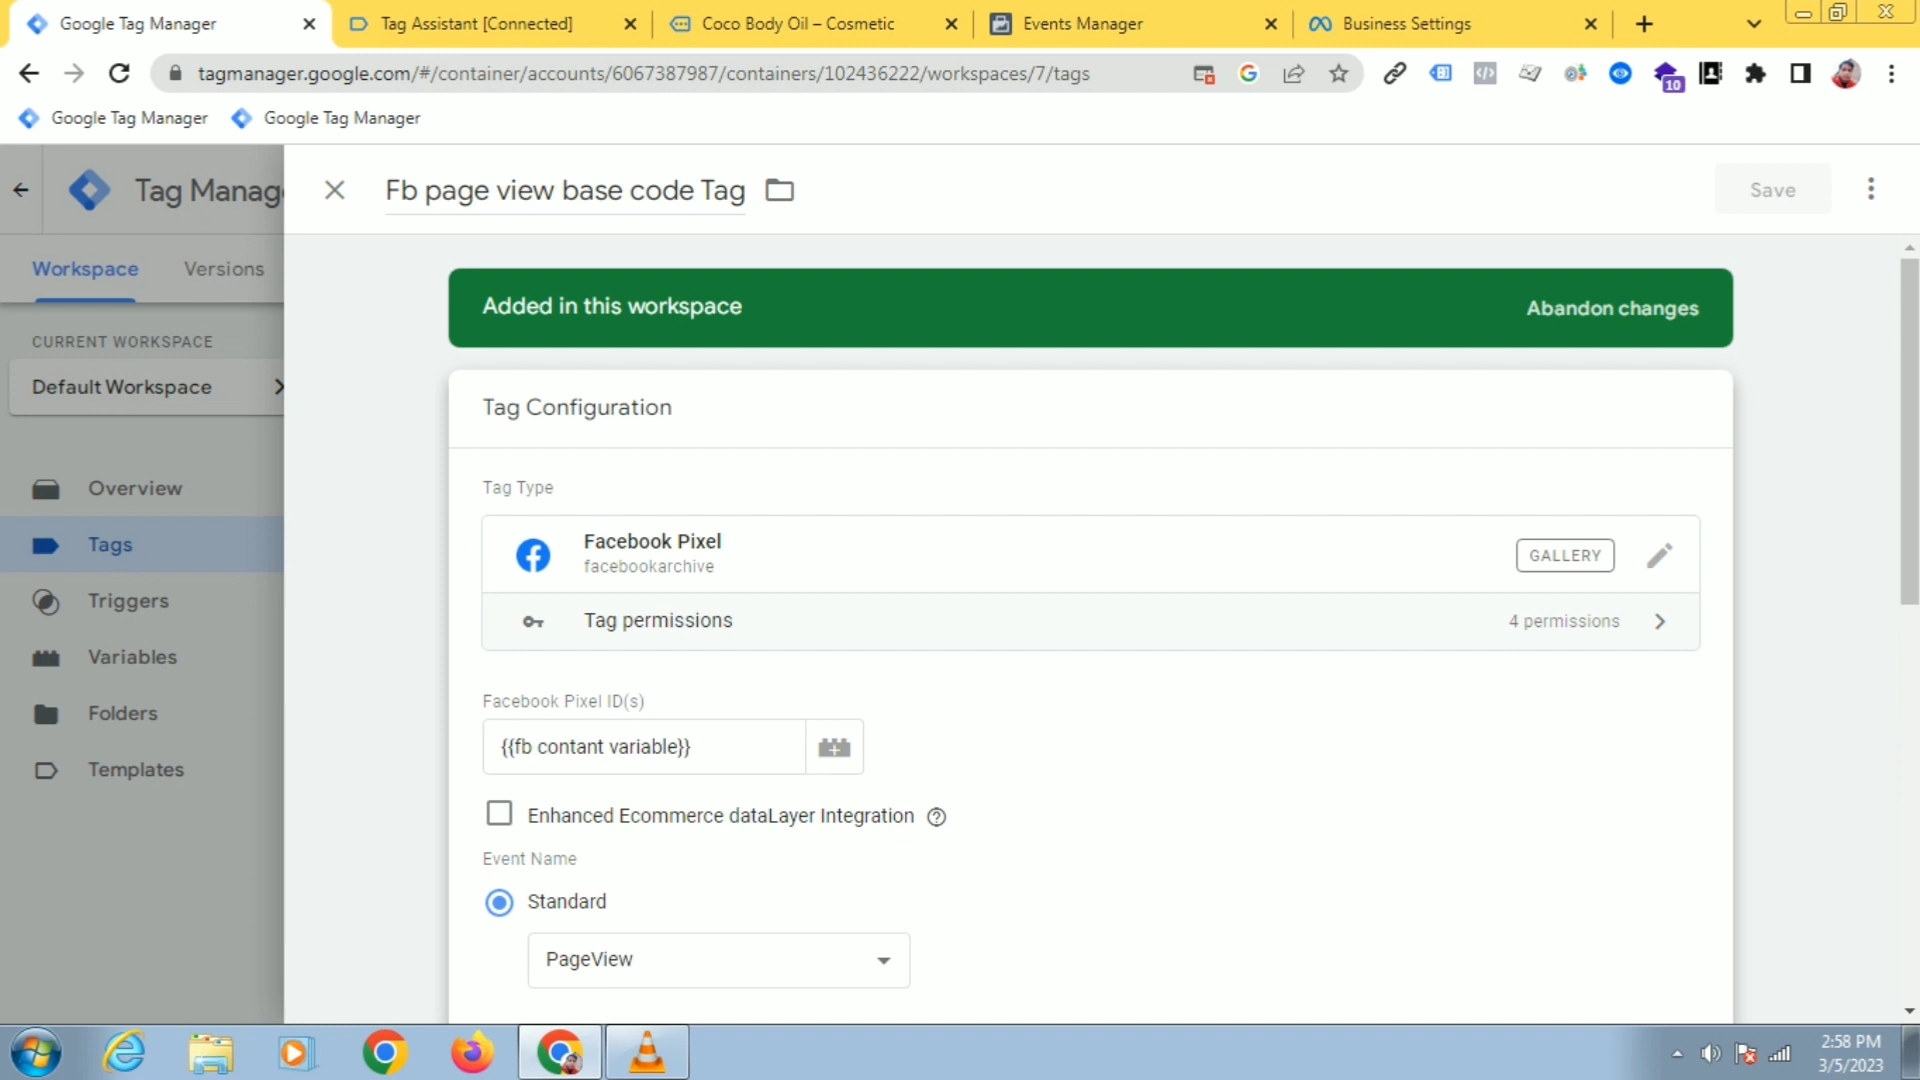 Google Tag Manager
Tag Assistant [Connected]
Coco Body Oil – Cosmetic
Events Manager
Business Settings
tagmanager.google.com/#/container/accounts/6067387987/containers/102436222/workspaces/7/tags
10
Google Tag Manager
Google Tag Manager
Tag Manag
Fb page view base code Tag
Save
Workspace
Versions
Added in this workspace
Abandon changes
CURRENT WORKSPACE
Default Workspace
Tag Configuration
Tag Type
Overview
Tags
Triggers
Variables
Folders
Templates
Facebook Pixel
facebookarchive
GALLERY
Tag permissions
4 permissions
Facebook Pixel ID(s)
{{fb contant variable}}
Enhanced Ecommerce dataLayer Integration
Event Name
Standard
PageView
2:58 PM
3/5/2023